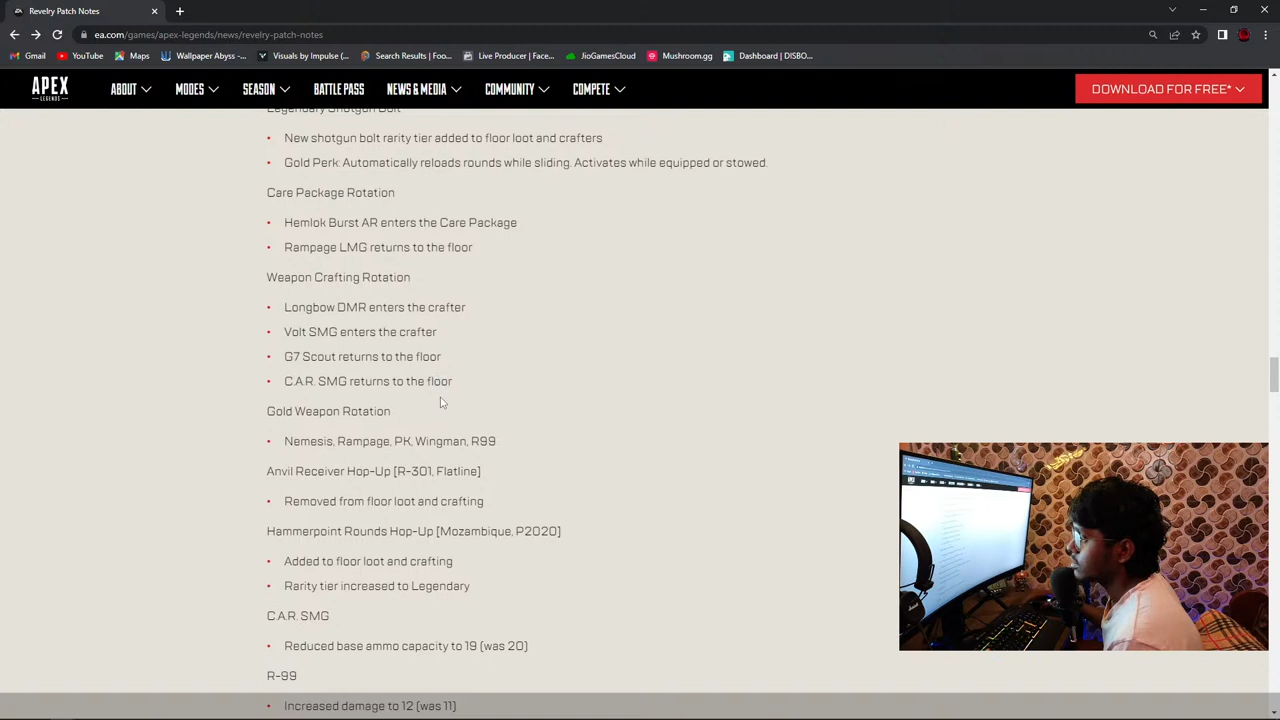 Revelry Patch Notes
ea.com/games/apex-legends/news/revelry-patch-notes
Gmail YouTube Maps Wallpaper Abyss -... Visuals by Impulse (... Search Results | Foo... Live Producer | Face... JioGamesCloud Mushroom.gg Dashboard | DISBO...
APEX
LEGENDS
ABOUT MODES SEASON BATTLE PASS NEWS & MEDIA COMMUNITY COMPETE DOWNLOAD FOR FREE*
Legendary Shotgun Bolt
• New shotgun bolt rarity tier added to floor loot and crafters
• Gold Perk: Automatically reloads rounds while sliding. Activates while equipped or stowed.
Care Package Rotation
• Hemlok Burst AR enters the Care Package
• Rampage LMG returns to the floor
Weapon Crafting Rotation
• Longbow DMR enters the crafter
• Volt SMG enters the crafter
• G7 Scout returns to the floor
• C.A.R. SMG returns to the floor
Gold Weapon Rotation
• Nemesis, Rampage, PK, Wingman, R99
Anvil Receiver Hop-Up [R-301, Flatline]
• Removed from floor loot and crafting
Hammerpoint Rounds Hop-Up [Mozambique, P2020]
• Added to floor loot and crafting
• Rarity tier increased to Legendary
C.A.R. SMG
• Reduced base ammo capacity to 19 (was 20)
R-99
• Increased damage to 12 (was 11)